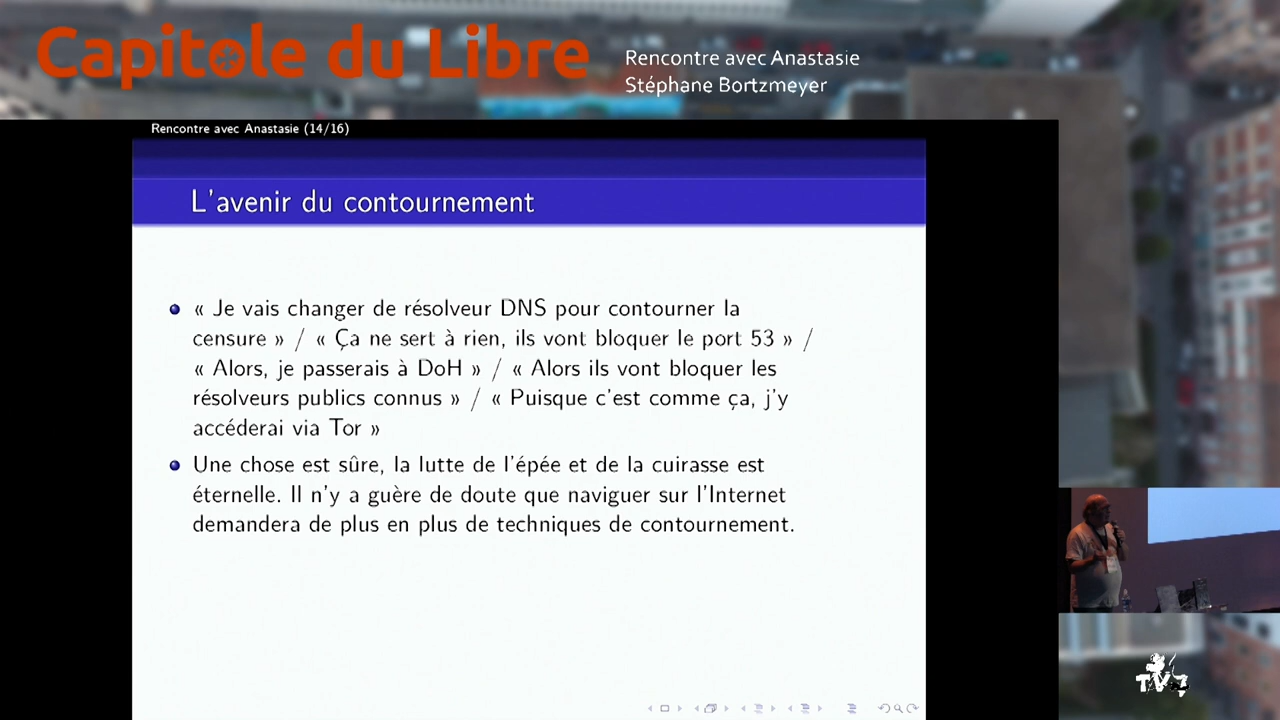 Capitole du Libre
Rencontre avec Anastasie
Stéphane Bortzmeyer
Rencontre avec Anastasie (14/16)
L'avenir du contournement
« Je vais changer de résolveur DNS pour contourner la
censure » / « Ça ne sert à rien, ils vont bloquer le port 53 » /
« Alors, je passerais à DoH » / « Alors ils vont bloquer les
résolveurs publics connus » / « Puisque c'est comme ça, j'y
accéderai via Tor »
Une chose est sûre, la lutte de l'épée et de la cuirasse est
éternelle. Il n'y a guère de doute que naviguer sur l'Internet
demandera de plus en plus de techniques de contournement.
TV7